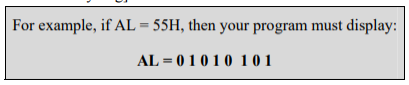 For example, if AL = 55H, then your program must display:
AL = 0 1 0 1 0 1 0 1